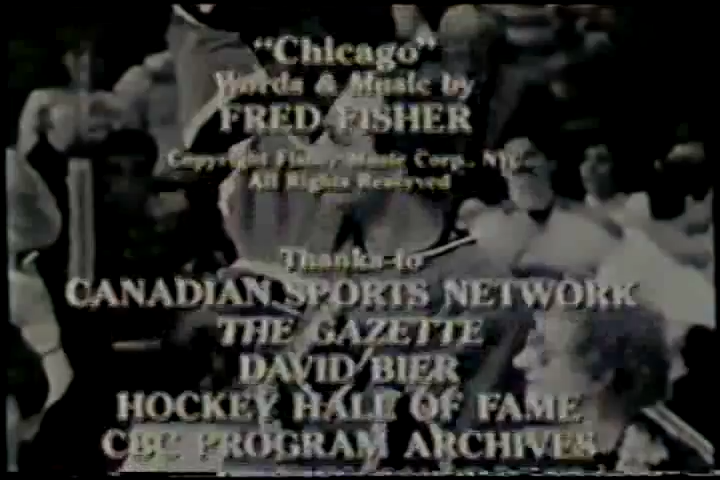 "Chicago"
Words & Music by
FRED FISHER
Copyright Fisher Music Corp., NYC
All Rights Reserved
Thanks to
CANADIAN SPORTS NETWORK
THE GAZETTE
DAVID BIER
HOCKEY HALL OF FAME
CBC PROGRAM ARCHIVES